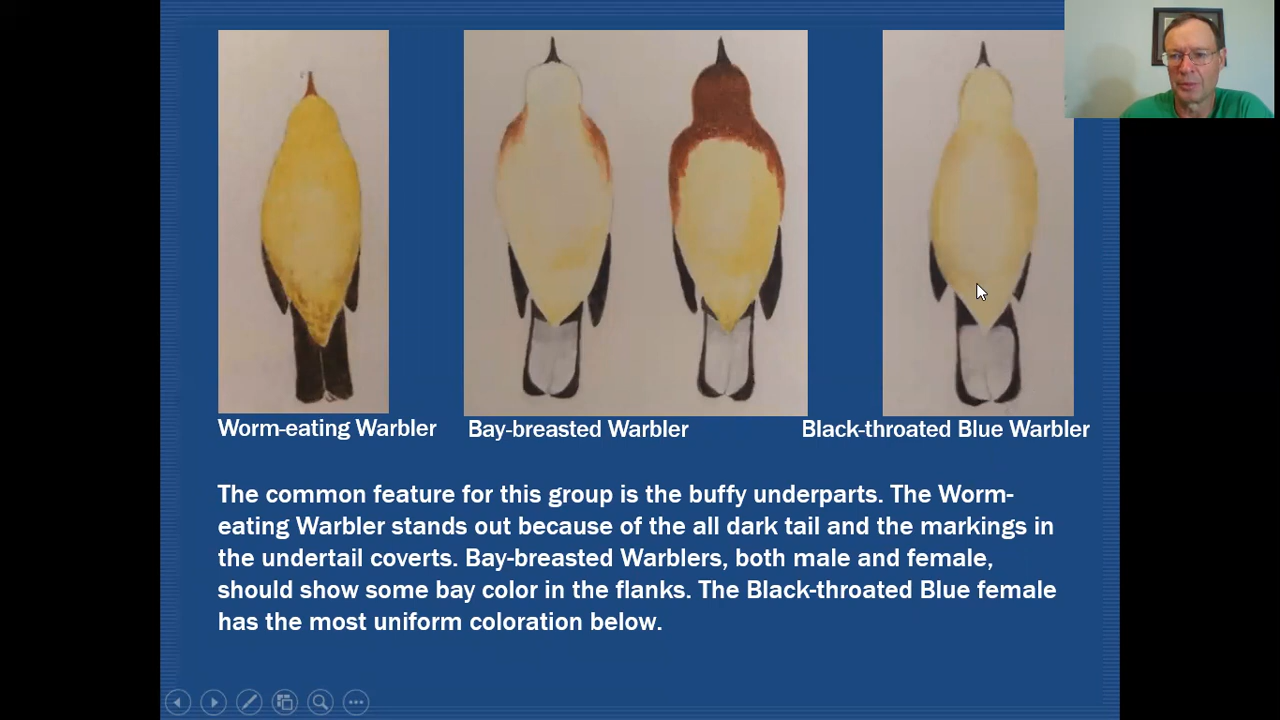 Worm-eating Warbler
Bay-breasted Warbler
Black-throated Blue Warbler
The common feature for this group is the buffy underparts. The Worm-
eating Warbler stands out because of the all dark tail and the markings in
the undertail coverts. Bay-breasted Warblers, both male and female,
should show some bay color in the flanks. The Black-throated Blue female
has the most uniform coloration below.